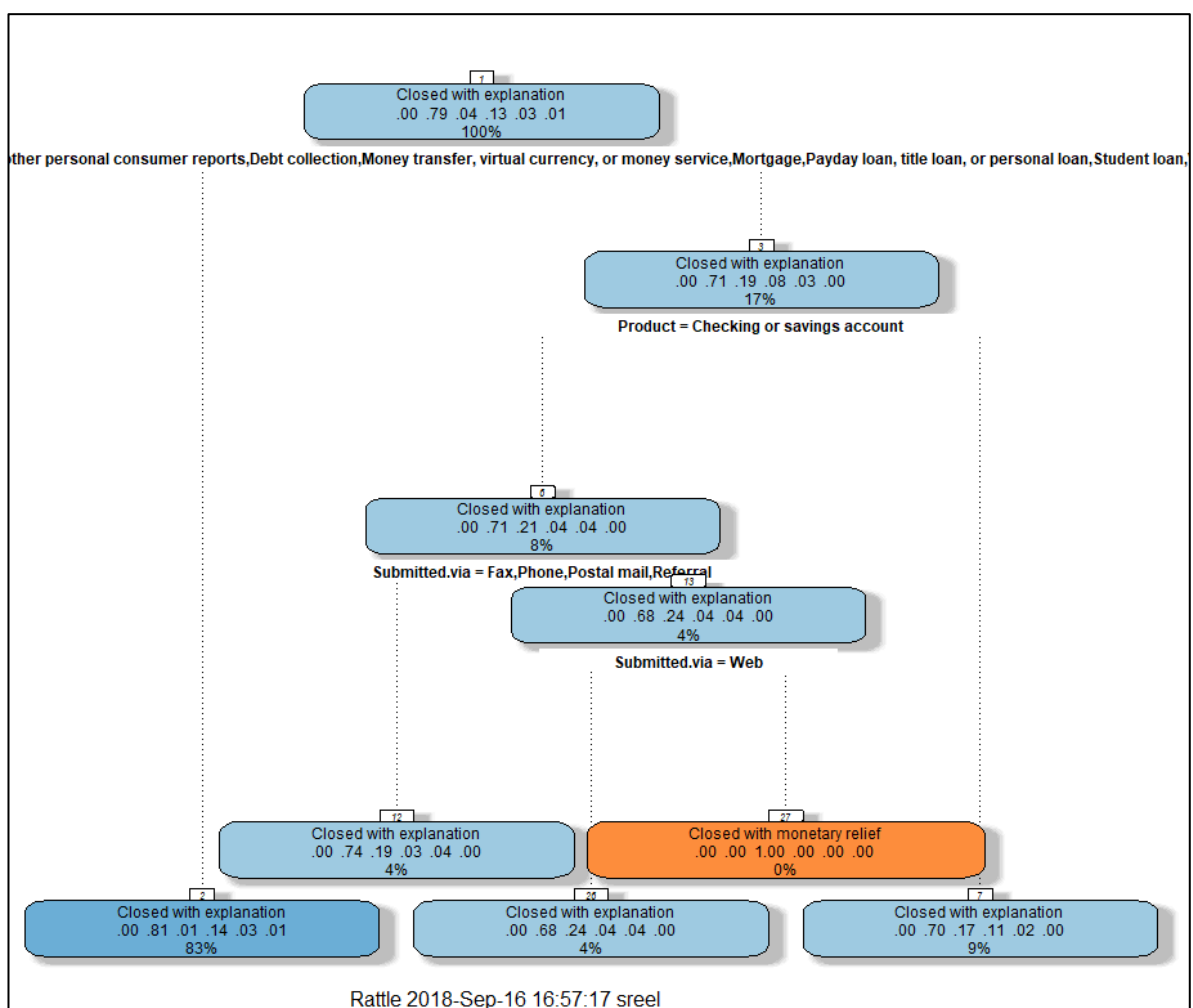 1
Closed with explanation
.00 .79 .04 .13 .03 .01
100%
other personal consumer reports,Debt collection,Money transfer, virtual currency, or money service,Mortgage,Payday loan, title loan, or personal loan,Student loan,
3
Closed with explanation
.00 .71 .19 .08 .03 .00
17%
Product = Checking or savings account
6
Closed with explanation
.00 .71 .21 .04 .04 .00
8%
Submitted.via = Fax,Phone,Postal mail,Referral
13
Closed with explanation
.00 .68 .24 .04 .04 .00
4%
Submitted.via = Web
12
Closed with explanation
.00 .74 .19 .03 .04 .00
4%
27
Closed with monetary relief
.00 .00 1.00 .00 .00 .00
0%
2
Closed with explanation
.00 .81 .01 .14 .03 .01
83%
26
Closed with explanation
.00 .68 .24 .04 .04 .00
4%
7
Closed with explanation
.00 .70 .17 .11 .02 .00
9%
Rattle 2018-Sep-16 16:57:17 sreel